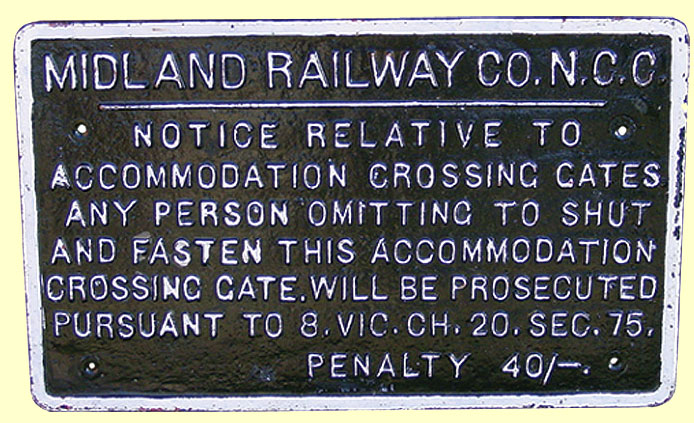 MIDLAND RAILWAY CO. N.C.C.
NOTICE RELATIVE TO
ACCOMMODATION CROSSING GATES
ANY PERSON OMITTING TO SHUT
AND FASTEN THIS ACCOMMODATION
CROSSING GATE. WILL BE PROSECUTED
PURSUANT TO 8. VIC. CH. 20. SEC. 75.
PENALTY 40/–.